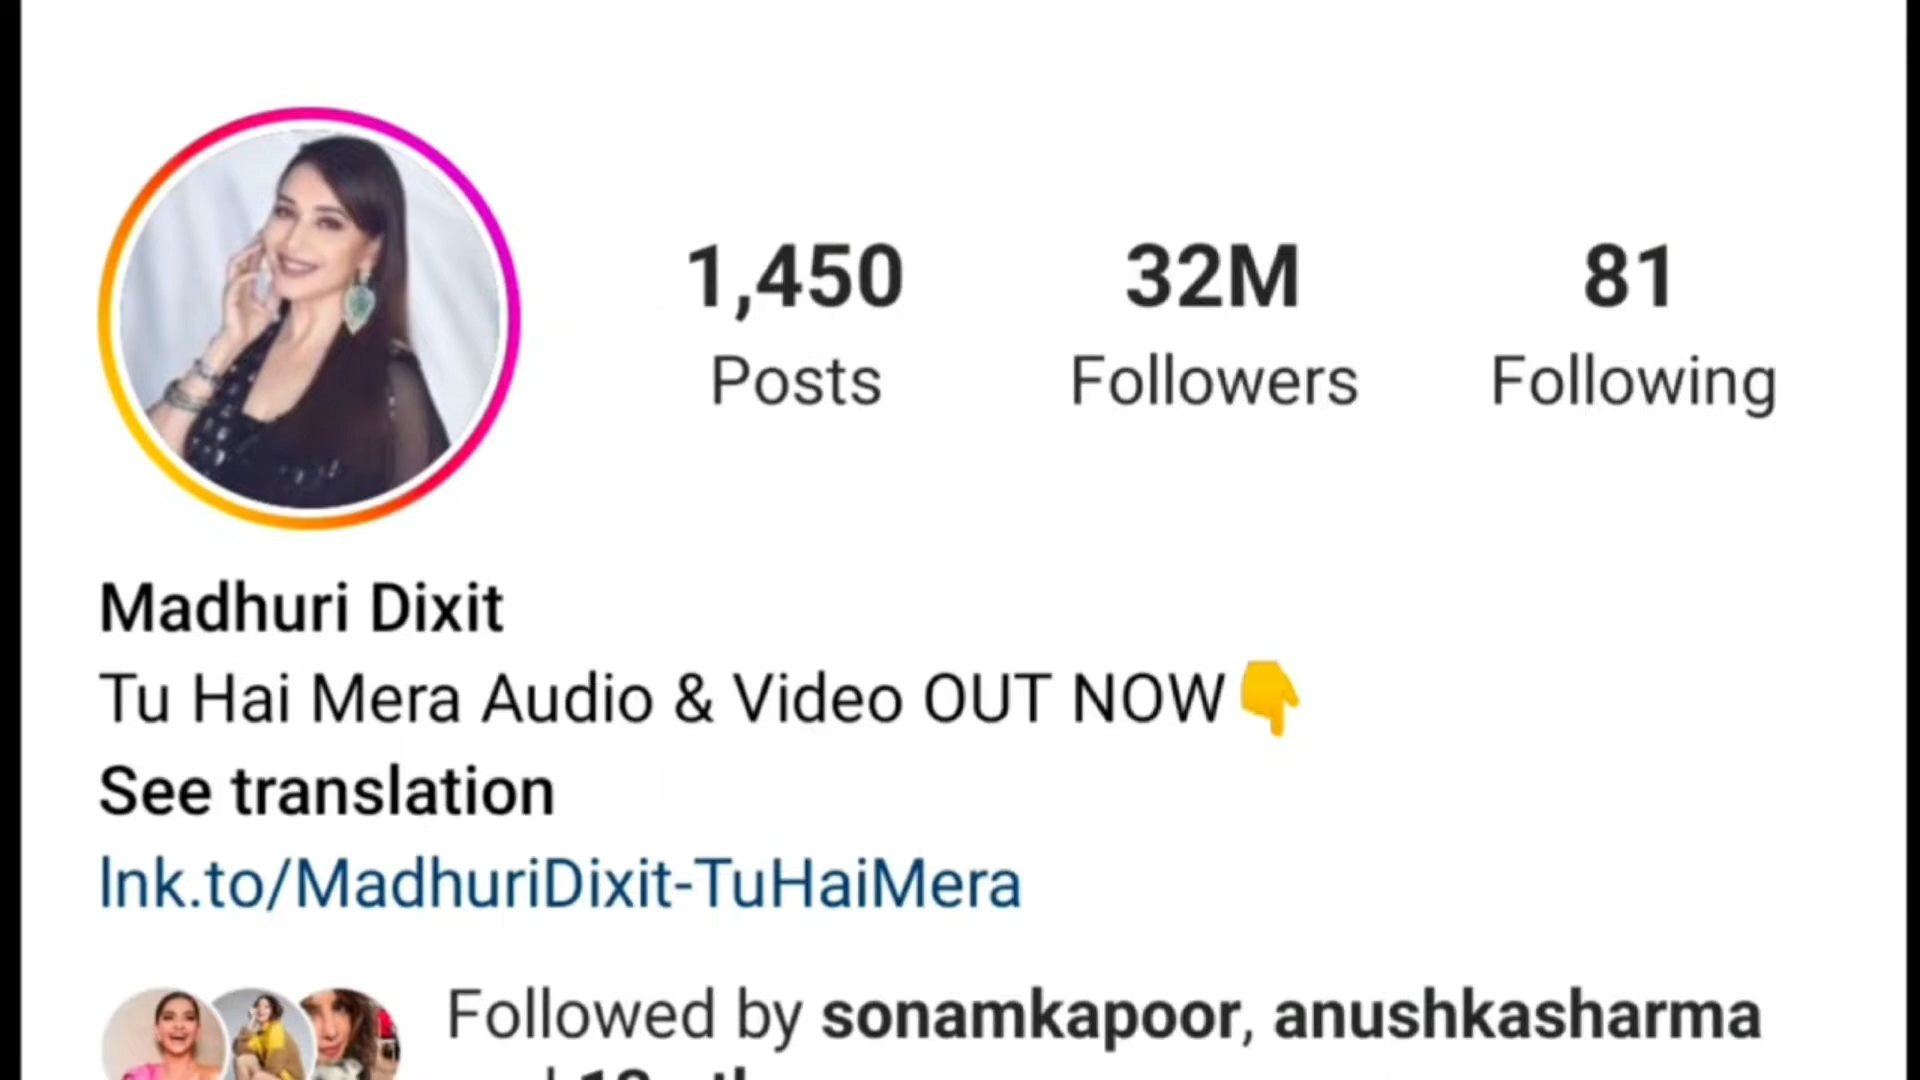 1,450 32M 81
Posts Followers Following
Madhuri Dixit
Tu Hai Mera Audio & Video OUT NOW👇
See translation
lnk.to/MadhuriDixit-TuHaiMera
Followed by sonamkapoor, anushkasharma